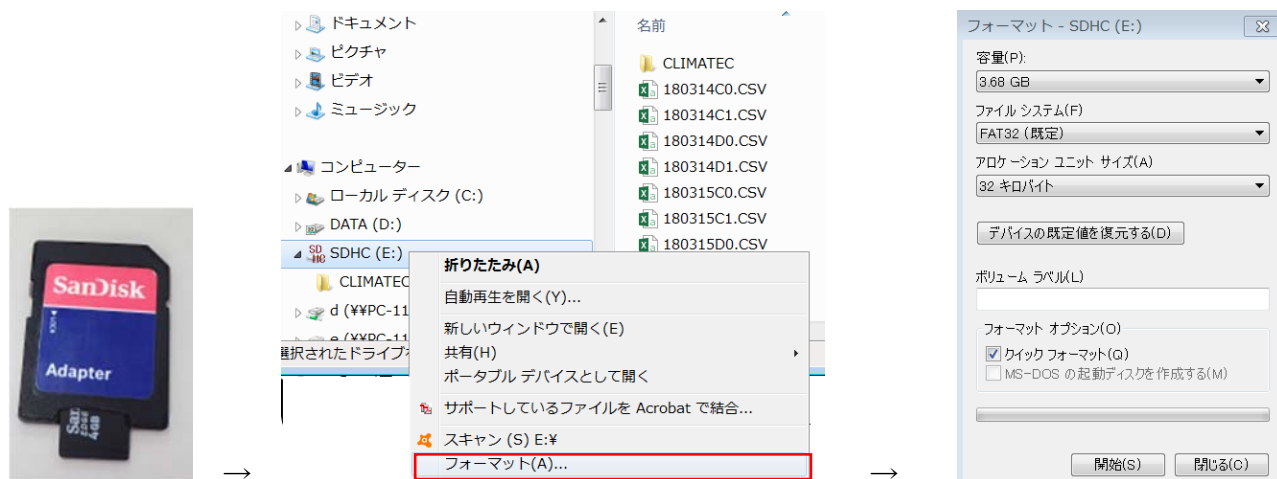 SanDisk
Adapter
San
EDGE
4GB
→
ドキュメント
ピクチャ
ビデオ
ミュージック
コンピューター
ローカル ディスク (C:)
DATA (D:)
SDHC (E:)
CLIMATEC
d (¥¥PC-11
e (¥¥PC-11
選択されたドライブ
名前
CLIMATEC
180314C0.CSV
180314C1.CSV
180314D0.CSV
180314D1.CSV
180315C0.CSV
180315C1.CSV
180315D0.CSV
折りたたみ(A)
自動再生を開く(Y)...
新しいウィンドウで開く(E)
共有(H)
ポータブル デバイスとして開く
サポートしているファイルを Acrobat で結合...
スキャン (S) E:¥
フォーマット(A)...
→
フォーマット - SDHC (E:)
容量(P):
3.68 GB
ファイル システム(F)
FAT32 (既定)
アロケーション ユニット サイズ(A)
32 キロバイト
デバイスの既定値を復元する(D)
ボリューム ラベル(L)
フォーマット オプション(O)
クイック フォーマット(Q)
MS-DOS の起動ディスクを作成する(M)
開始(S)
閉じる(C)